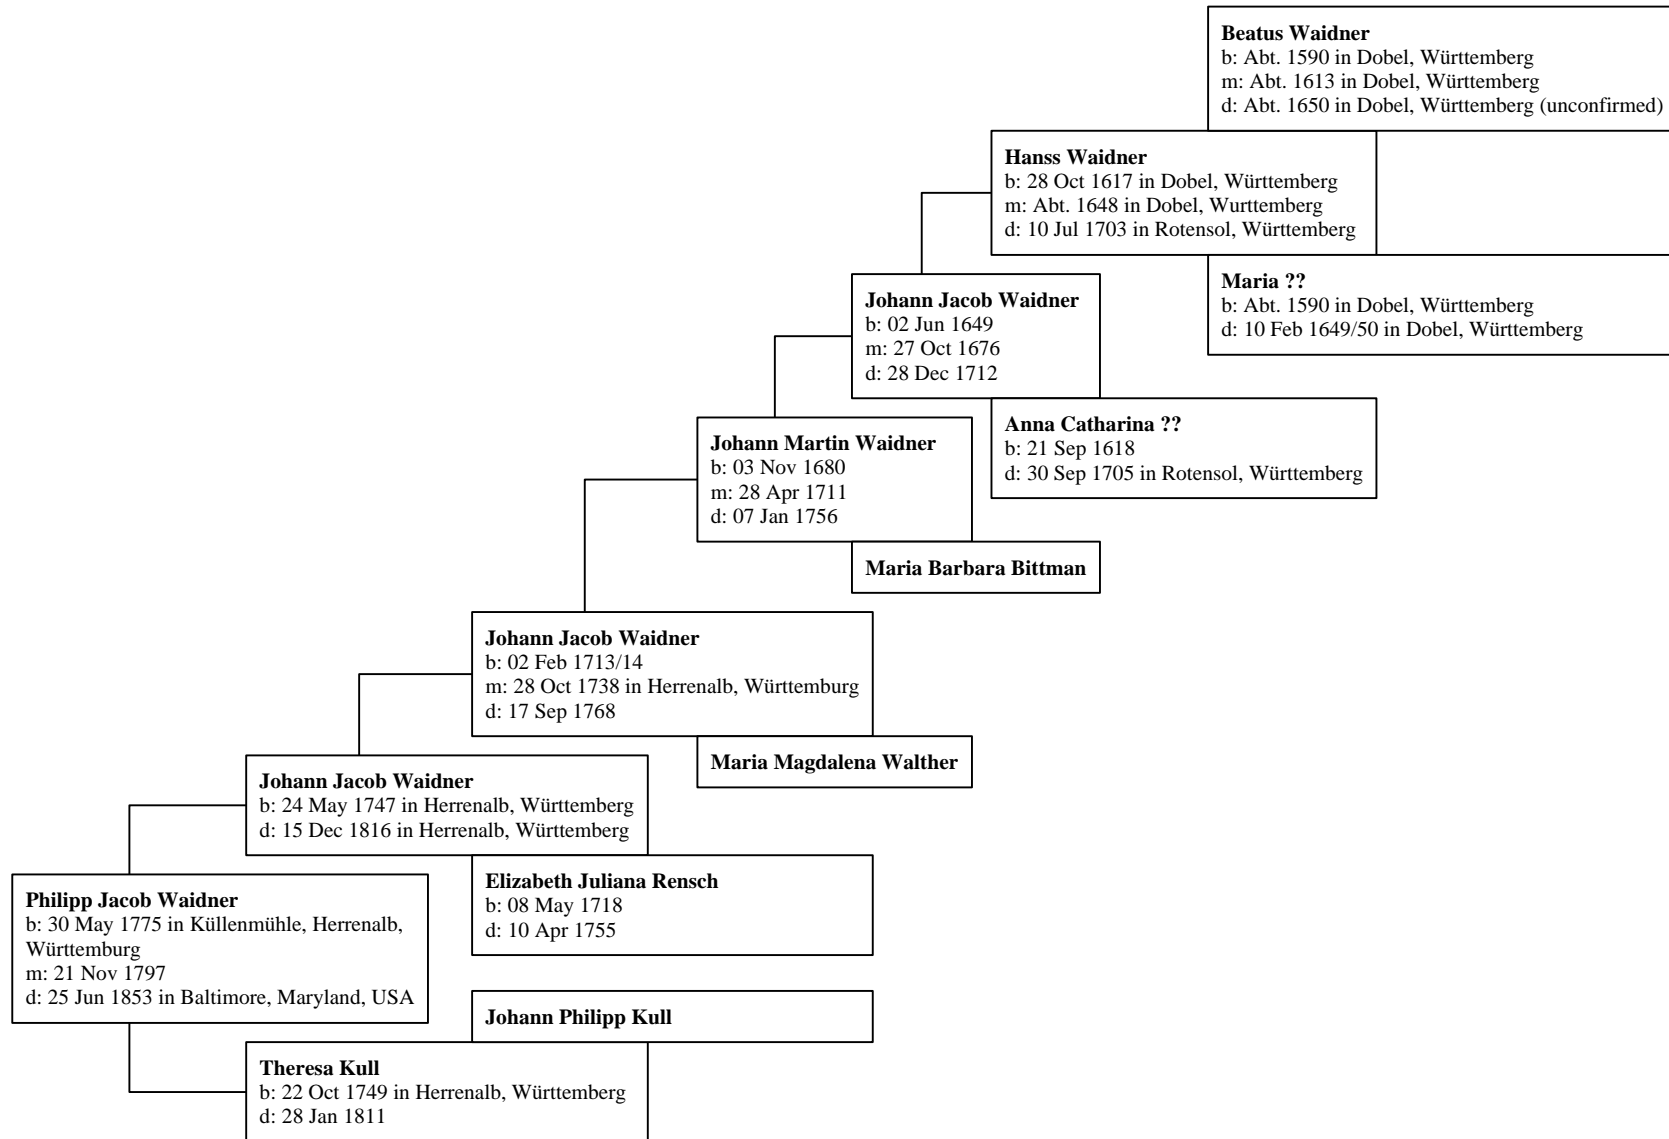 Beatus Waidner
b: Abt. 1590 in Dobel, Württemberg
m: Abt. 1613 in Dobel, Württemberg
d: Abt. 1650 in Dobel, Württemberg (unconfirmed)
Hanss Waidner
b: 28 Oct 1617 in Dobel, Württemberg
m: Abt. 1648 in Dobel, Wurttemberg
d: 10 Jul 1703 in Rotensol, Württemberg
Maria ??
b: Abt. 1590 in Dobel, Württemberg
d: 10 Feb 1649/50 in Dobel, Württemberg
Johann Jacob Waidner
b: 02 Jun 1649
m: 27 Oct 1676
d: 28 Dec 1712
Anna Catharina ??
b: 21 Sep 1618
d: 30 Sep 1705 in Rotensol, Württemberg
Johann Martin Waidner
b: 03 Nov 1680
m: 28 Apr 1711
d: 07 Jan 1756
Maria Barbara Bittman
Johann Jacob Waidner
b: 02 Feb 1713/14
m: 28 Oct 1738 in Herrenalb, Württemburg
d: 17 Sep 1768
Maria Magdalena Walther
Johann Jacob Waidner
b: 24 May 1747 in Herrenalb, Württemberg
d: 15 Dec 1816 in Herrenalb, Württemberg
Elizabeth Juliana Rensch
b: 08 May 1718
d: 10 Apr 1755
Philipp Jacob Waidner
b: 30 May 1775 in Küllenmühle, Herrenalb,
Württemburg
m: 21 Nov 1797
d: 25 Jun 1853 in Baltimore, Maryland, USA
Johann Philipp Kull
Theresa Kull
b: 22 Oct 1749 in Herrenalb, Württemberg
d: 28 Jan 1811